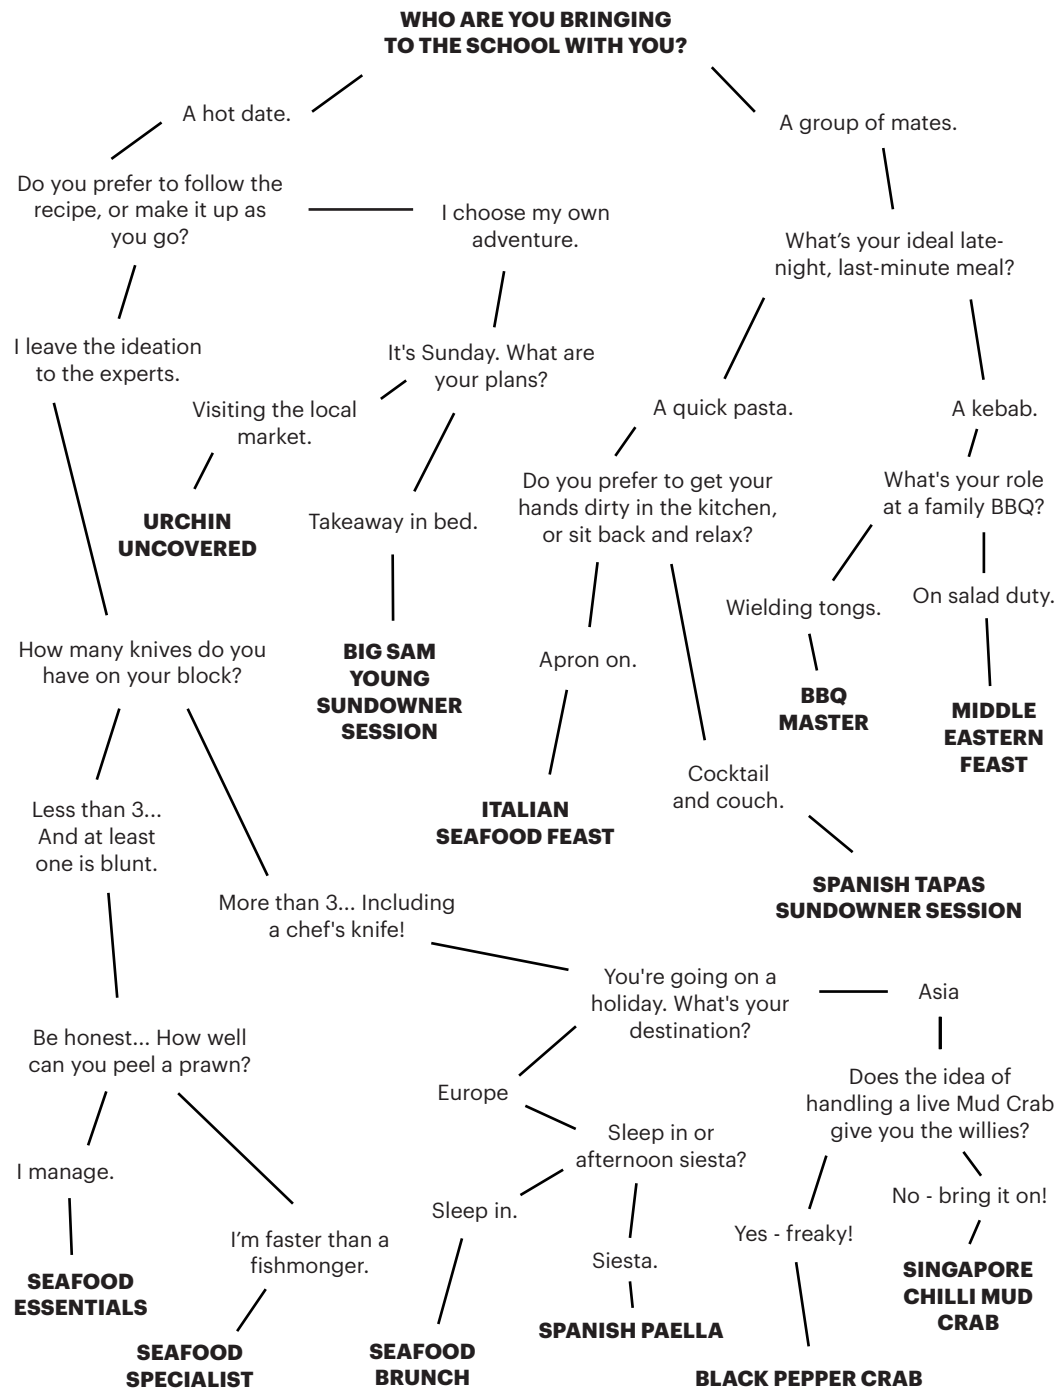 WHO ARE YOU BRINGING
TO THE SCHOOL WITH YOU?
A hot date.
A group of mates.
Do you prefer to follow the
recipe, or make it up as
you go?
I choose my own
adventure.
What’s your ideal late-
night, last-minute meal?
I leave the ideation
to the experts.
It's Sunday. What are
your plans?
Visiting the local
market.
A quick pasta.
A kebab.
Do you prefer to get your
hands dirty in the kitchen,
or sit back and relax?
What's your role
at a family BBQ?
URCHIN
UNCOVERED
Takeaway in bed.
Wielding tongs.
On salad duty.
How many knives do you
have on your block?
BIG SAM
YOUNG
SUNDOWNER
SESSION
Apron on.
BBQ
MASTER
MIDDLE
EASTERN
FEAST
Cocktail
and couch.
Less than 3...
And at least
one is blunt.
ITALIAN
SEAFOOD FEAST
SPANISH TAPAS
SUNDOWNER SESSION
More than 3... Including
a chef's knife!
You're going on a
holiday. What's your
destination?
Asia
Be honest... How well
can you peel a prawn?
Europe
Does the idea of
handling a live Mud Crab
give you the willies?
Sleep in or
afternoon siesta?
I manage.
No - bring it on!
Sleep in.
Yes - freaky!
I’m faster than a
fishmonger.
Siesta.
SEAFOOD
ESSENTIALS
SINGAPORE
CHILLI MUD
CRAB
SPANISH PAELLA
SEAFOOD
SPECIALIST
SEAFOOD
BRUNCH
BLACK PEPPER CRAB